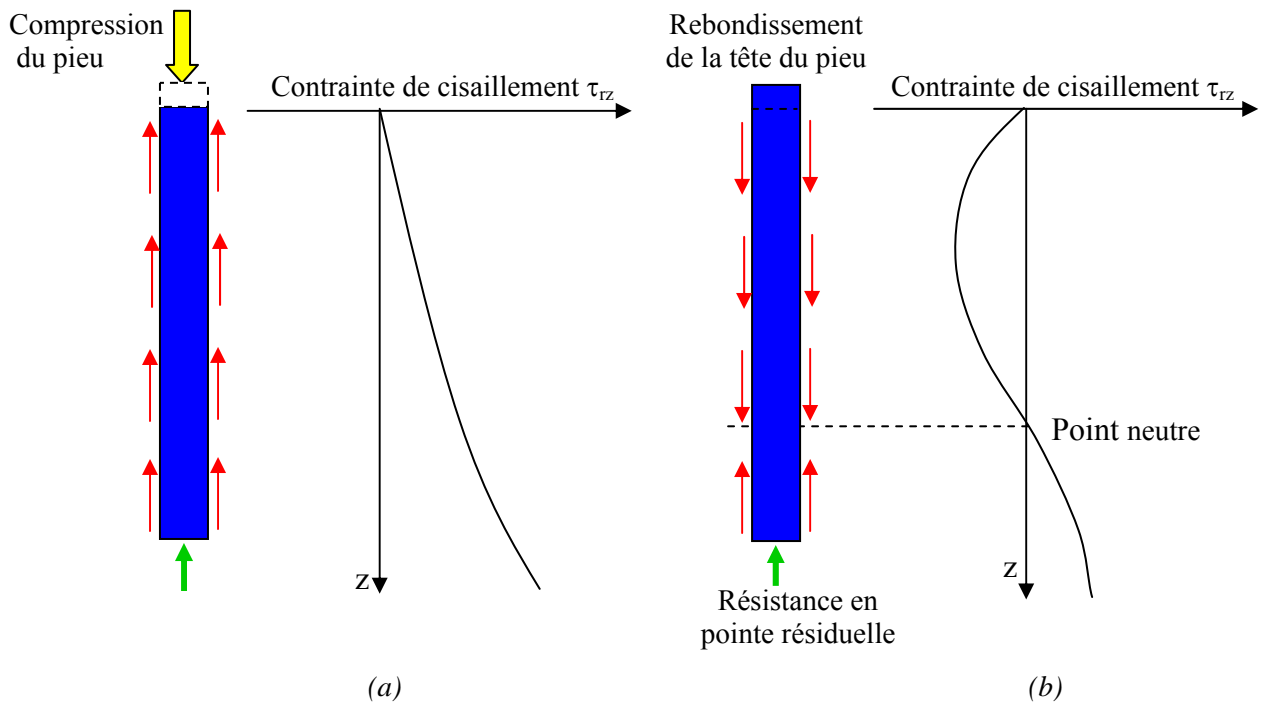 Compression
du pieu
Contrainte de cisaillement τrz
z
(a)
Rebondissement
de la tête du pieu
Contrainte de cisaillement τrz
Point neutre
z
Résistance en
pointe résiduelle
(b)